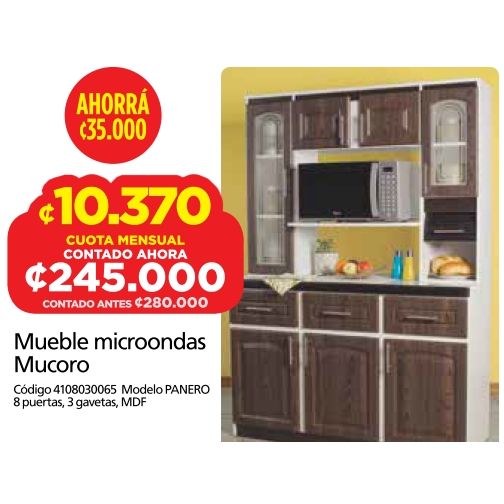 AHORRÁ
¢35.000
¢10.370
CUOTA MENSUAL
CONTADO AHORA
¢245.000
CONTADO ANTES ¢280.000
Mueble microondas
Mucoro
Código 4108030065 Modelo PANERO
8 puertas, 3 gavetas, MDF